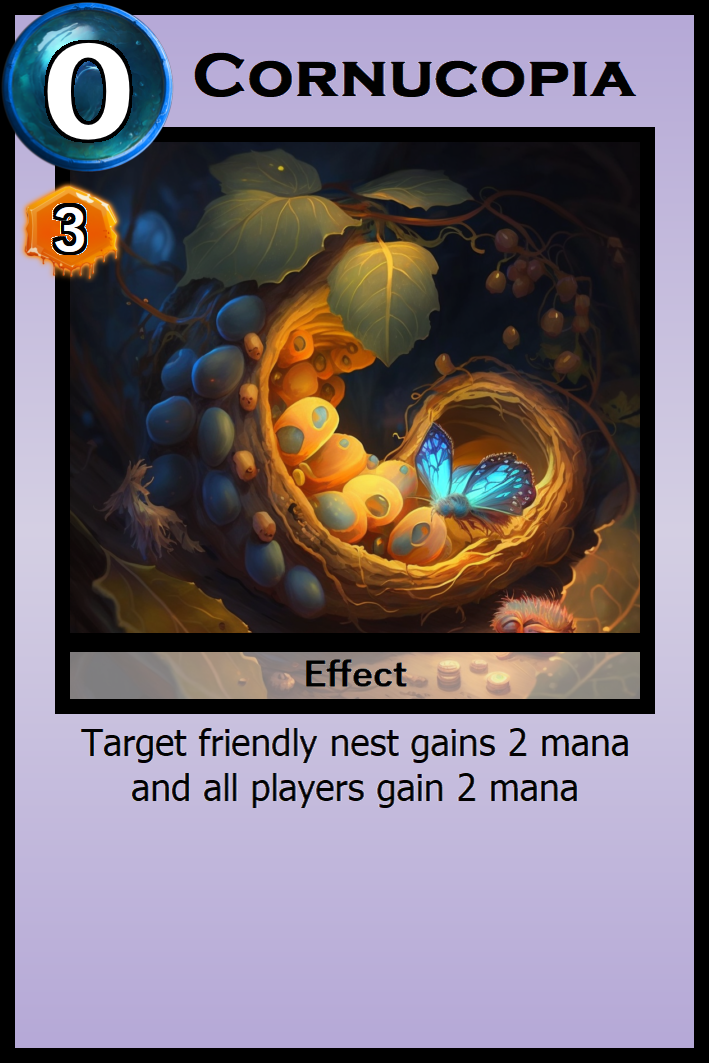 0
Cornucopia
3
Effect
Target friendly nest gains 2 mana
and all players gain 2 mana